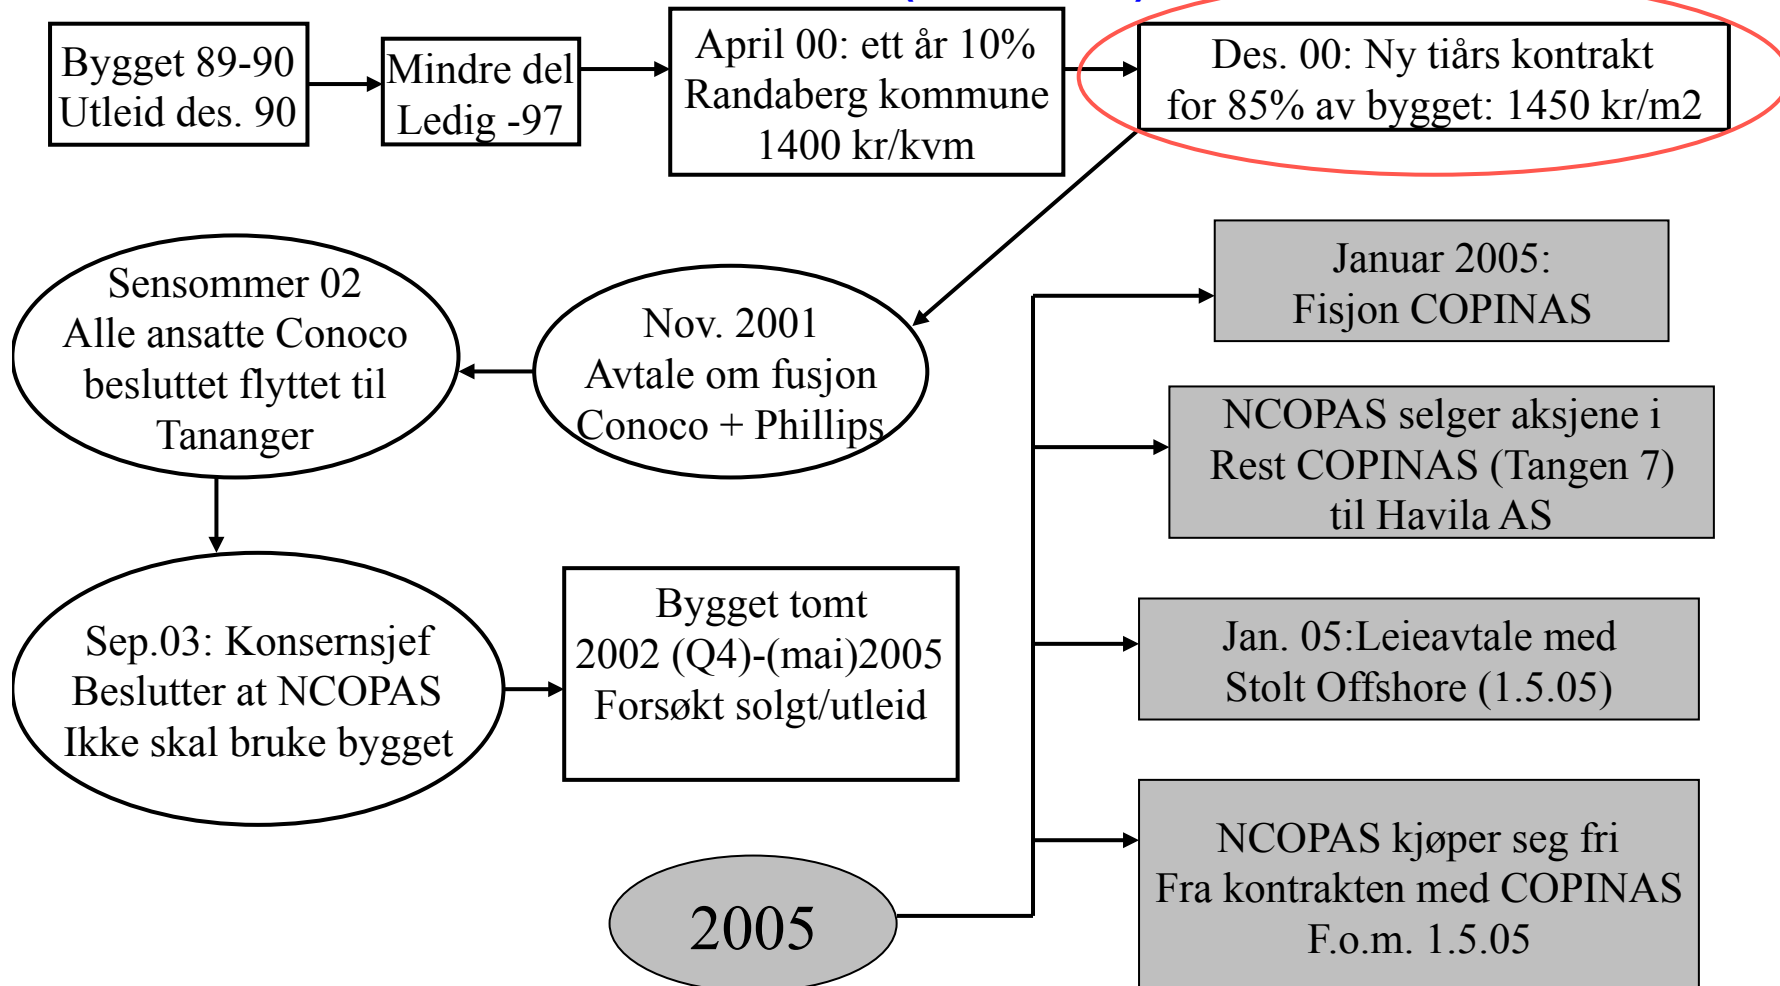 Bygget 89-90
Utleid des. 90
Mindre del
Ledig -97
April 00: ett år 10%
Randaberg kommune
1400 kr/kvm
Des. 00: Ny tiårs kontrakt
for 85% av bygget: 1450 kr/m2
Sensommer 02
Alle ansatte Conoco
besluttet flyttet til
Tananger
Nov. 2001
Avtale om fusjon
Conoco + Phillips
Januar 2005:
Fisjon COPINAS
NCOPAS selger aksjene i
Rest COPINAS (Tangen 7)
til Havila AS
Sep.03: Konsernsjef
Beslutter at NCOPAS
Ikke skal bruke bygget
Bygget tomt
2002 (Q4)-(mai)2005
Forsøkt solgt/utleid
Jan. 05:Leieavtale med
Stolt Offshore (1.5.05)
2005
NCOPAS kjøper seg fri
Fra kontrakten med COPINAS
F.o.m. 1.5.05